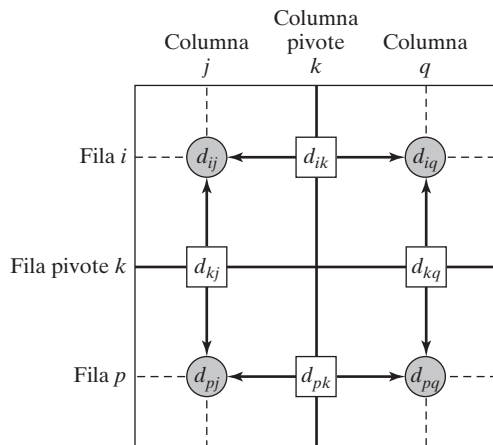 Columna
pivote
k
Columna
j
Columna
q
Fila i
d_ij
d_ik
d_iq
Fila pivote k
d_kj
d_kq
Fila p
d_pj
d_pk
d_pq